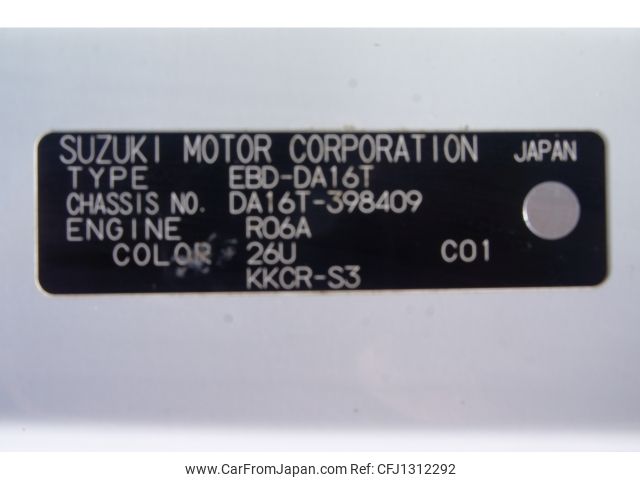 SUZUKI MOTOR CORPORATION JAPAN
TYPE EBD-DA16T
CHASSIS NO. DA16T-398409
ENGINE R06A
COLOR 26U C01
KKCR-S3
© CarFromJapan - www.carfromjapan.com - CFJ1312292